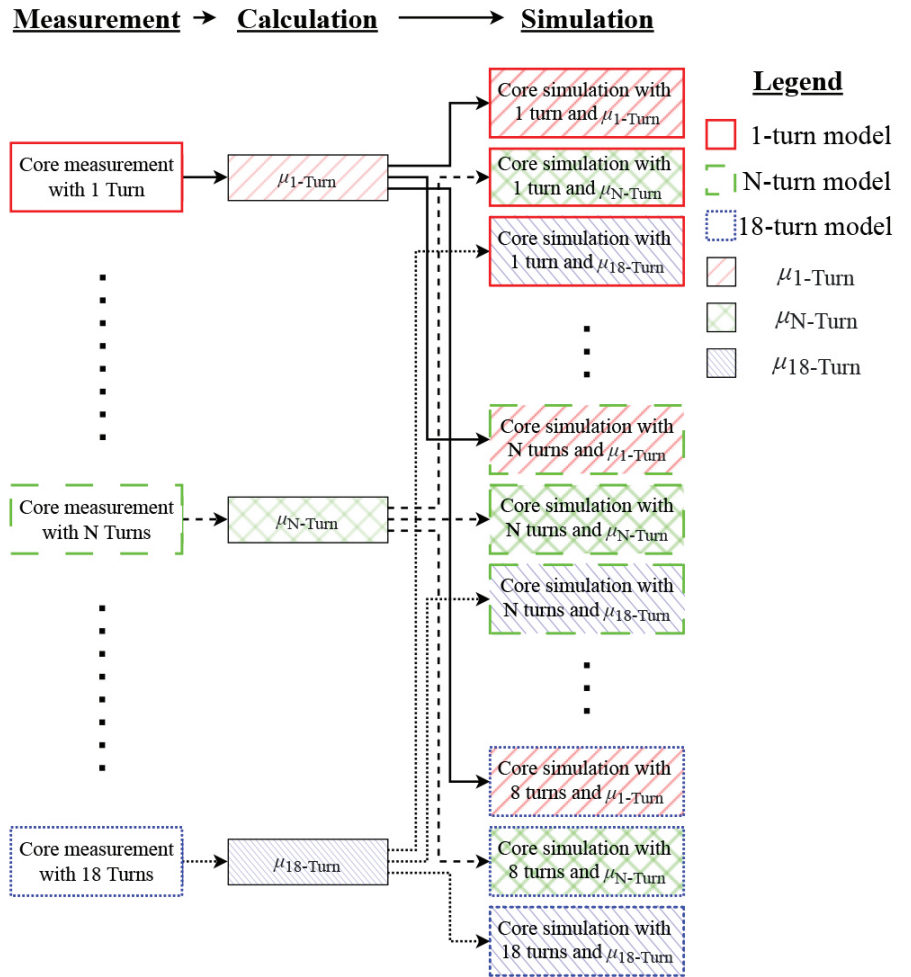 Measurement
Calculation
Simulation
Core measurement
with 1 Turn
⋮
Core measurement
with N Turns
⋮
Core measurement
with 18 Turns
μ1-Turn
μN-Turn
μ18-Turn
Core simulation with
1 turn and μ1-Turn
Core simulation with
1 turn and μN-Turn
Core simulation with
1 turn and μ18-Turn
⋮
Core simulation with
N turns and μ1-Turn
Core simulation with
N turns and μN-Turn
Core simulation with
N turns and μ18-Turn
⋮
Core simulation with
8 turns and μ1-Turn
Core simulation with
8 turns and μN-Turn
Core simulation with
18 turns and μ18-Turn
Legend
1-turn model
N-turn model
18-turn model
μ1-Turn
μN-Turn
μ18-Turn